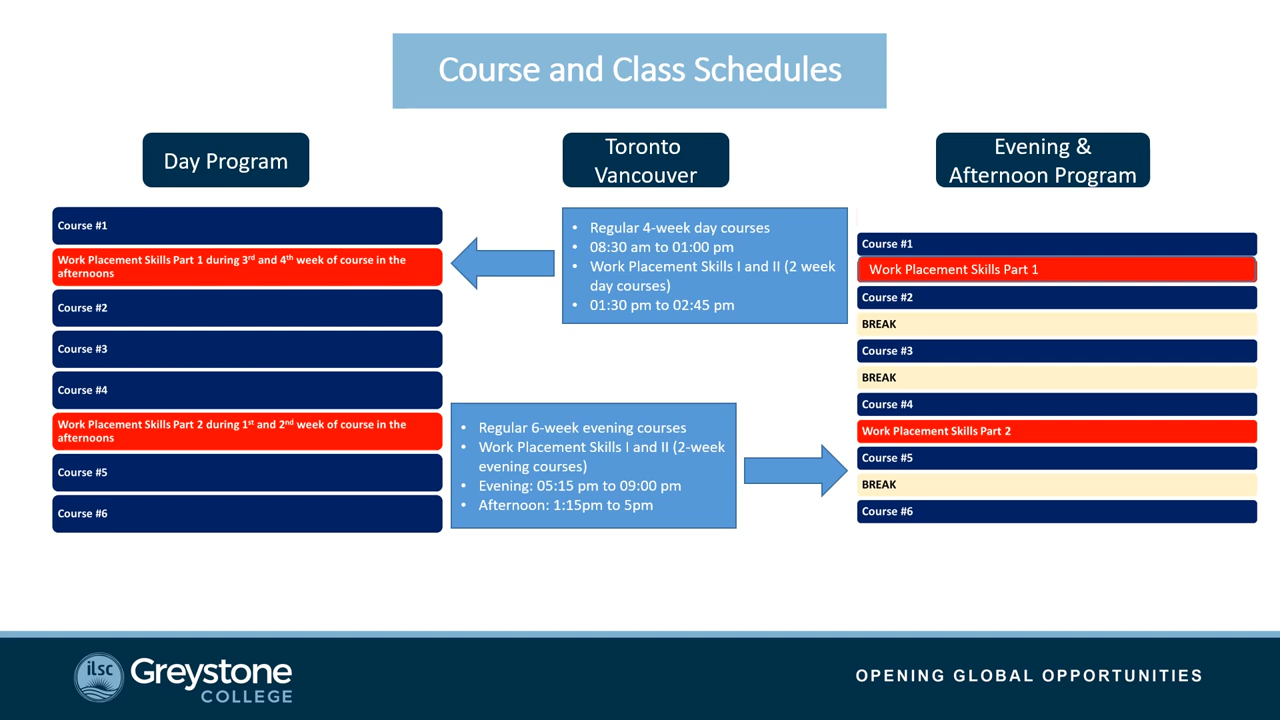 Course and Class Schedules
Day Program
Course #1
Work Placement Skills Part 1 during 3rd and 4th week of course in the
afternoons
Course #2
Course #3
Course #4
Work Placement Skills Part 2 during 1st and 2nd week of course in the
afternoons
Course #5
Course #6
Toronto
Vancouver
• Regular 4-week day courses
• 08:30 am to 01:00 pm
• Work Placement Skills I and II (2 week
day courses)
• 01:30 pm to 02:45 pm
• Regular 6-week evening courses
• Work Placement Skills I and II (2-week
evening courses)
• Evening: 05:15 pm to 09:00 pm
• Afternoon: 1:15pm to 5pm
Evening &
Afternoon Program
Course #1
Work Placement Skills Part 1
Course #2
BREAK
Course #3
BREAK
Course #4
Work Placement Skills Part 2
Course #5
BREAK
Course #6
ilsc
Greystone
COLLEGE
OPENING GLOBAL OPPORTUNITIES